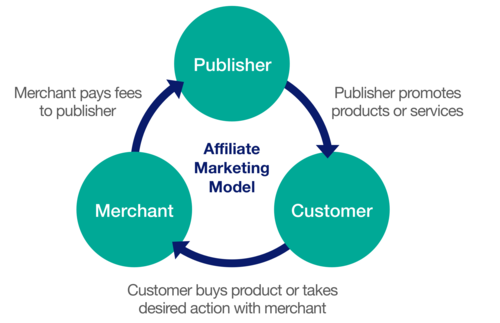 Publisher
Merchant pays fees
to publisher
Publisher promotes
products or services
Affiliate
Marketing
Model
Merchant
Customer
Customer buys product or takes
desired action with merchant